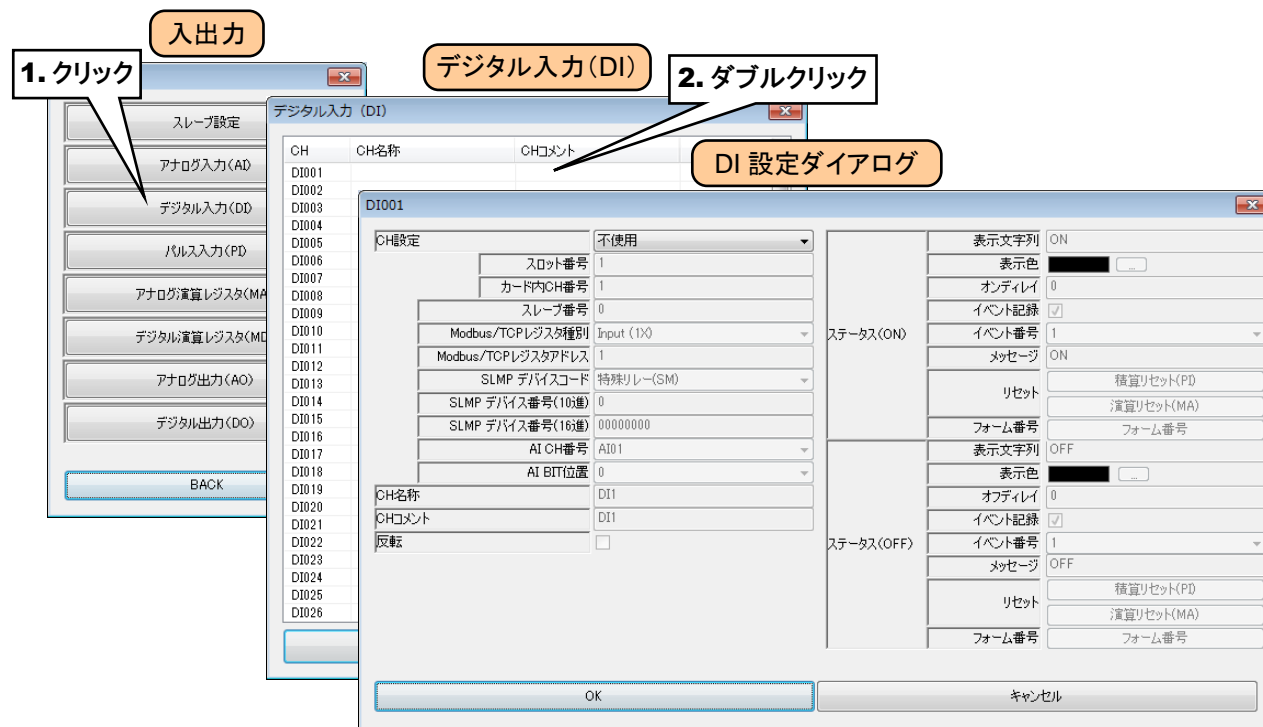 入出力
1. クリック
スレーブ設定
アナログ入力(AI)
デジタル入力(DI)
パルス入力(PI)
アナログ演算レジスタ(MA
デジタル演算レジスタ(MD
アナログ出力(AO)
デジタル出力(DO)
BACK
デジタル入力(DI)
2. ダブルクリック
デジタル入力 (DI)
CH CH名称 CHコメント
DI001
DI002
DI003
DI004
DI005
DI006
DI007
DI008
DI009
DI010
DI011
DI012
DI013
DI014
DI015
DI016
DI017
DI018
DI019
DI020
DI021
DI022
DI023
DI024
DI025
DI026
DI 設定ダイアログ
DI001
CH設定 不使用
スロット番号 1
カード内CH番号 1
スレーブ番号 0
Modbus/TCPレジスタ種別 Input (1X)
Modbus/TCPレジスタアドレス 1
SLMP デバイスコード 特殊リレー(SM)
SLMP デバイス番号(10進) 0
SLMP デバイス番号(16進) 00000000
AI CH番号 AI01
AI BIT位置 0
CH名称 DI1
CHコメント DI1
反転
ステータス(ON)
表示文字列 ON
表示色 ...
オンディレイ 0
イベント記録
イベント番号 1
メッセージ ON
リセット 積算リセット(PI)
演算リセット(MA)
フォーム番号 フォーム番号
ステータス(OFF)
表示文字列 OFF
表示色 ...
オフディレイ 0
イベント記録
イベント番号 1
メッセージ OFF
リセット 積算リセット(PI)
演算リセット(MA)
フォーム番号 フォーム番号
OK キャンセル